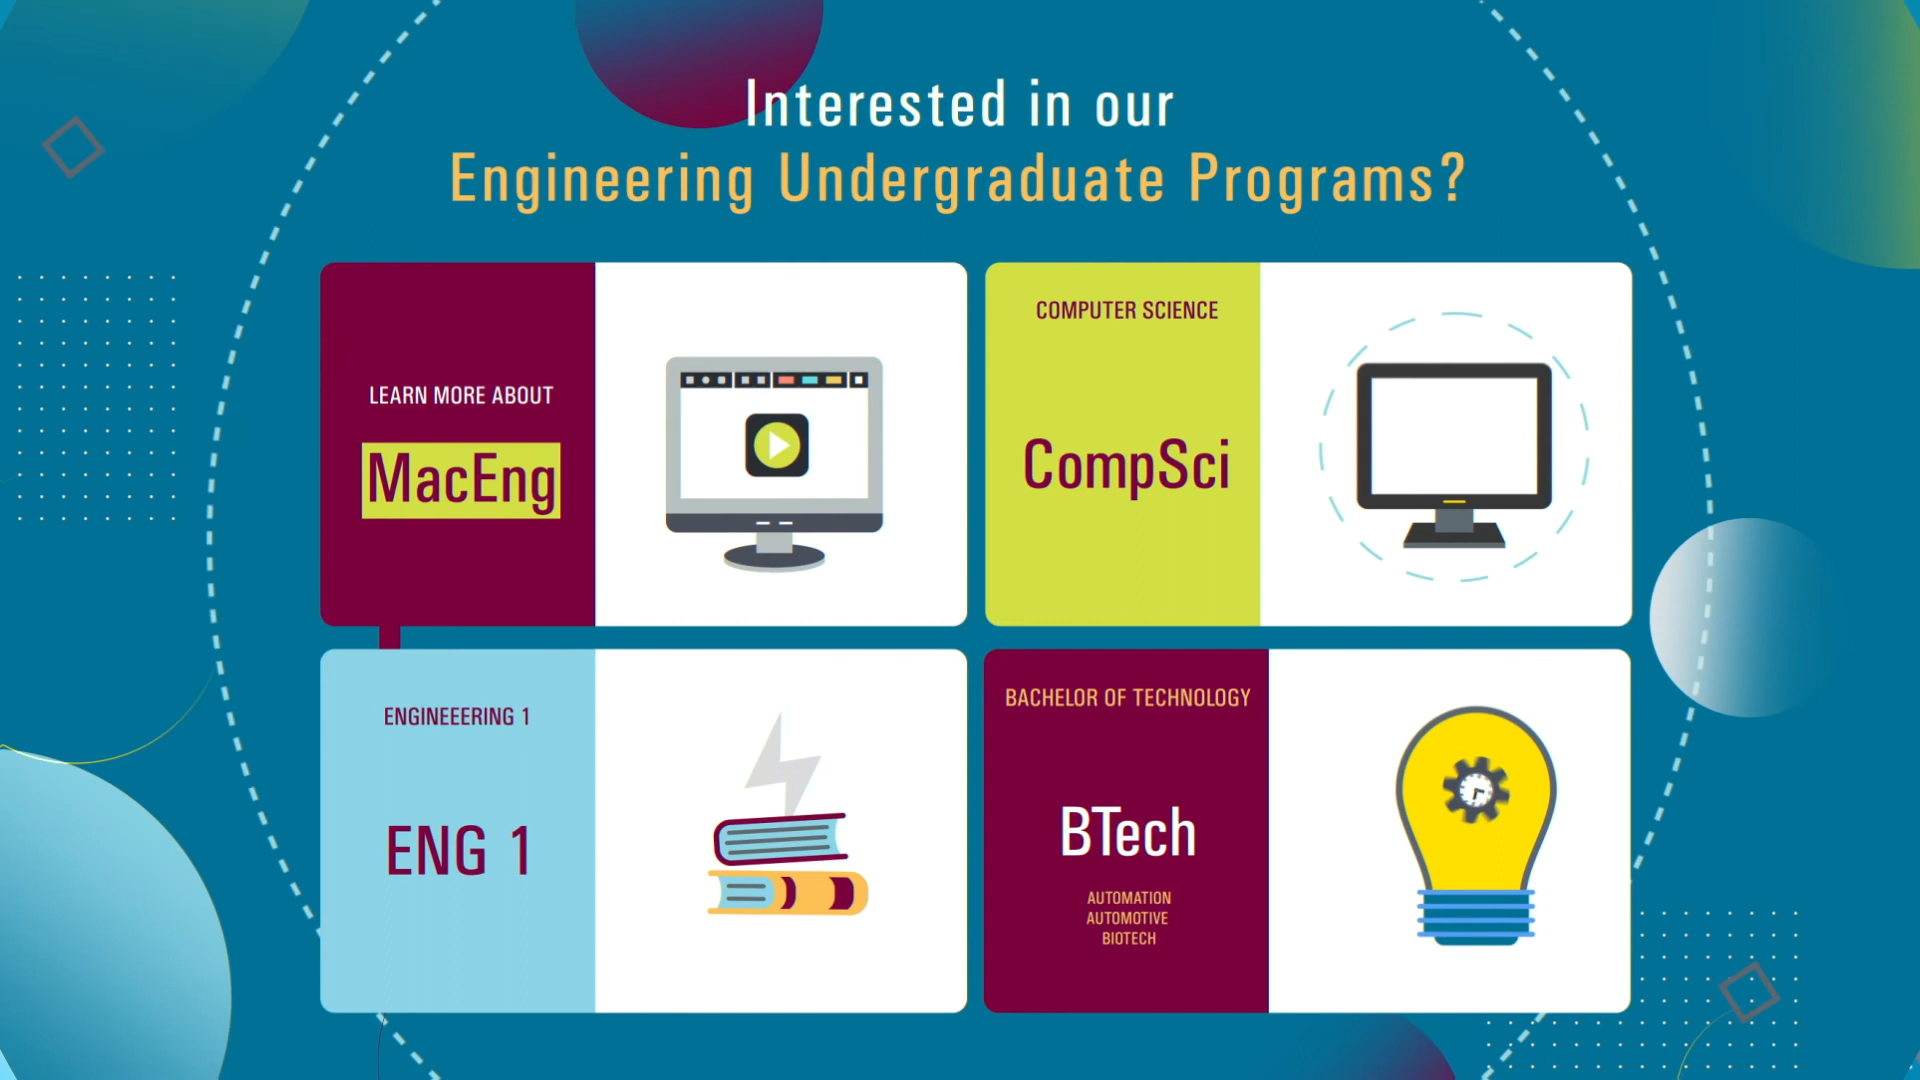 Interested in our
Engineering Undergraduate Programs?
LEARN MORE ABOUT
MacEng
COMPUTER SCIENCE
CompSci
ENGINEEERING 1
ENG 1
BACHELOR OF TECHNOLOGY
BTech
AUTOMATION
AUTOMOTIVE
BIOTECH